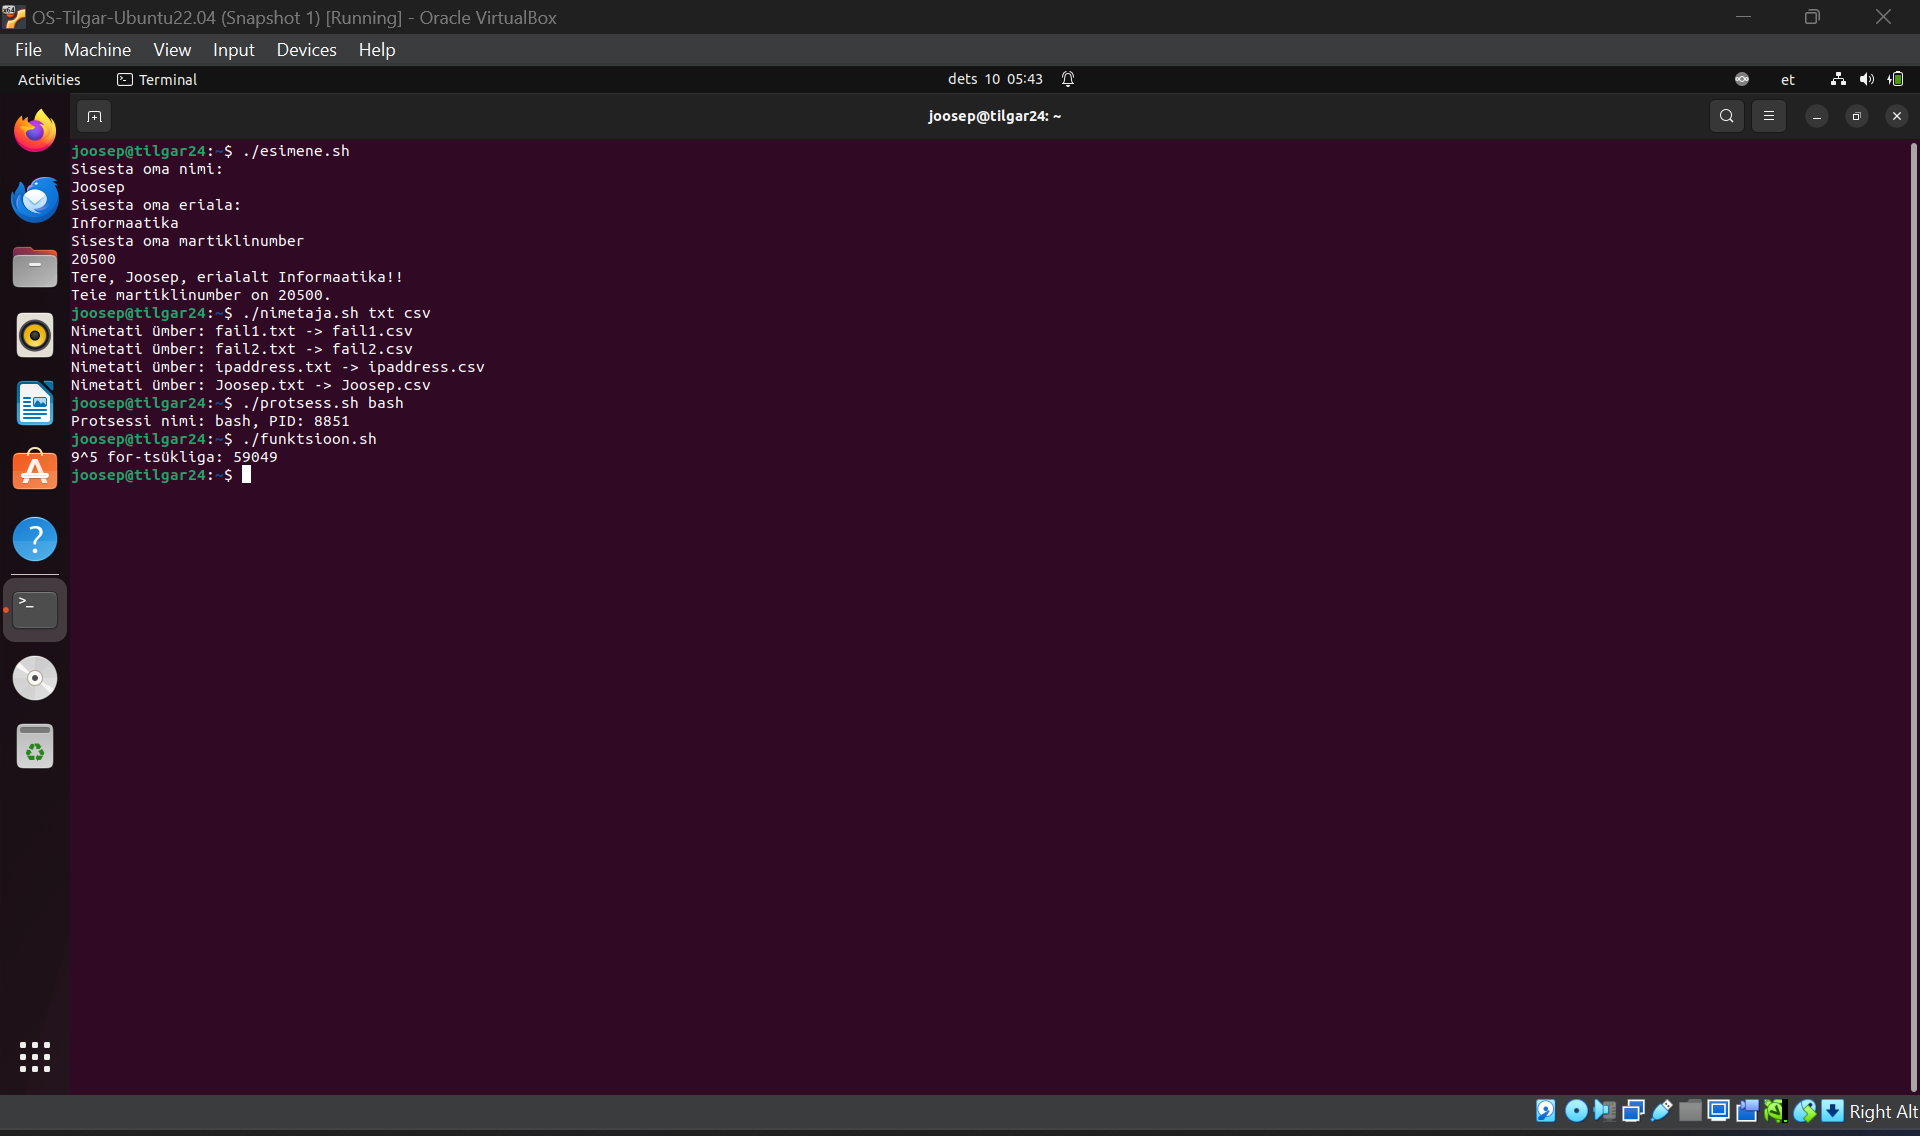 OS-Tilgar-Ubuntu22.04 (Snapshot 1) [Running] - Oracle VirtualBox
File Machine View Input Devices Help
Activities Terminal dets 10 05:43 et
joosep@tilgar24: ~
joosep@tilgar24:~$ ./esimene.sh
Sisesta oma nimi:
Joosep
Sisesta oma eriala:
Informaatika
Sisesta oma martiklinumber
20500
Tere, Joosep, erialalt Informaatika!!
Teie martiklinumber on 20500.
joosep@tilgar24:~$ ./nimetaja.sh txt csv
Nimetati ümber: fail1.txt -> fail1.csv
Nimetati ümber: fail2.txt -> fail2.csv
Nimetati ümber: ipaddress.txt -> ipaddress.csv
Nimetati ümber: Joosep.txt -> Joosep.csv
joosep@tilgar24:~$ ./protsess.sh bash
Protsessi nimi: bash, PID: 8851
joosep@tilgar24:~$ ./funktsioon.sh
9^5 for-tsükliga: 59049
joosep@tilgar24:~$
Right Alt